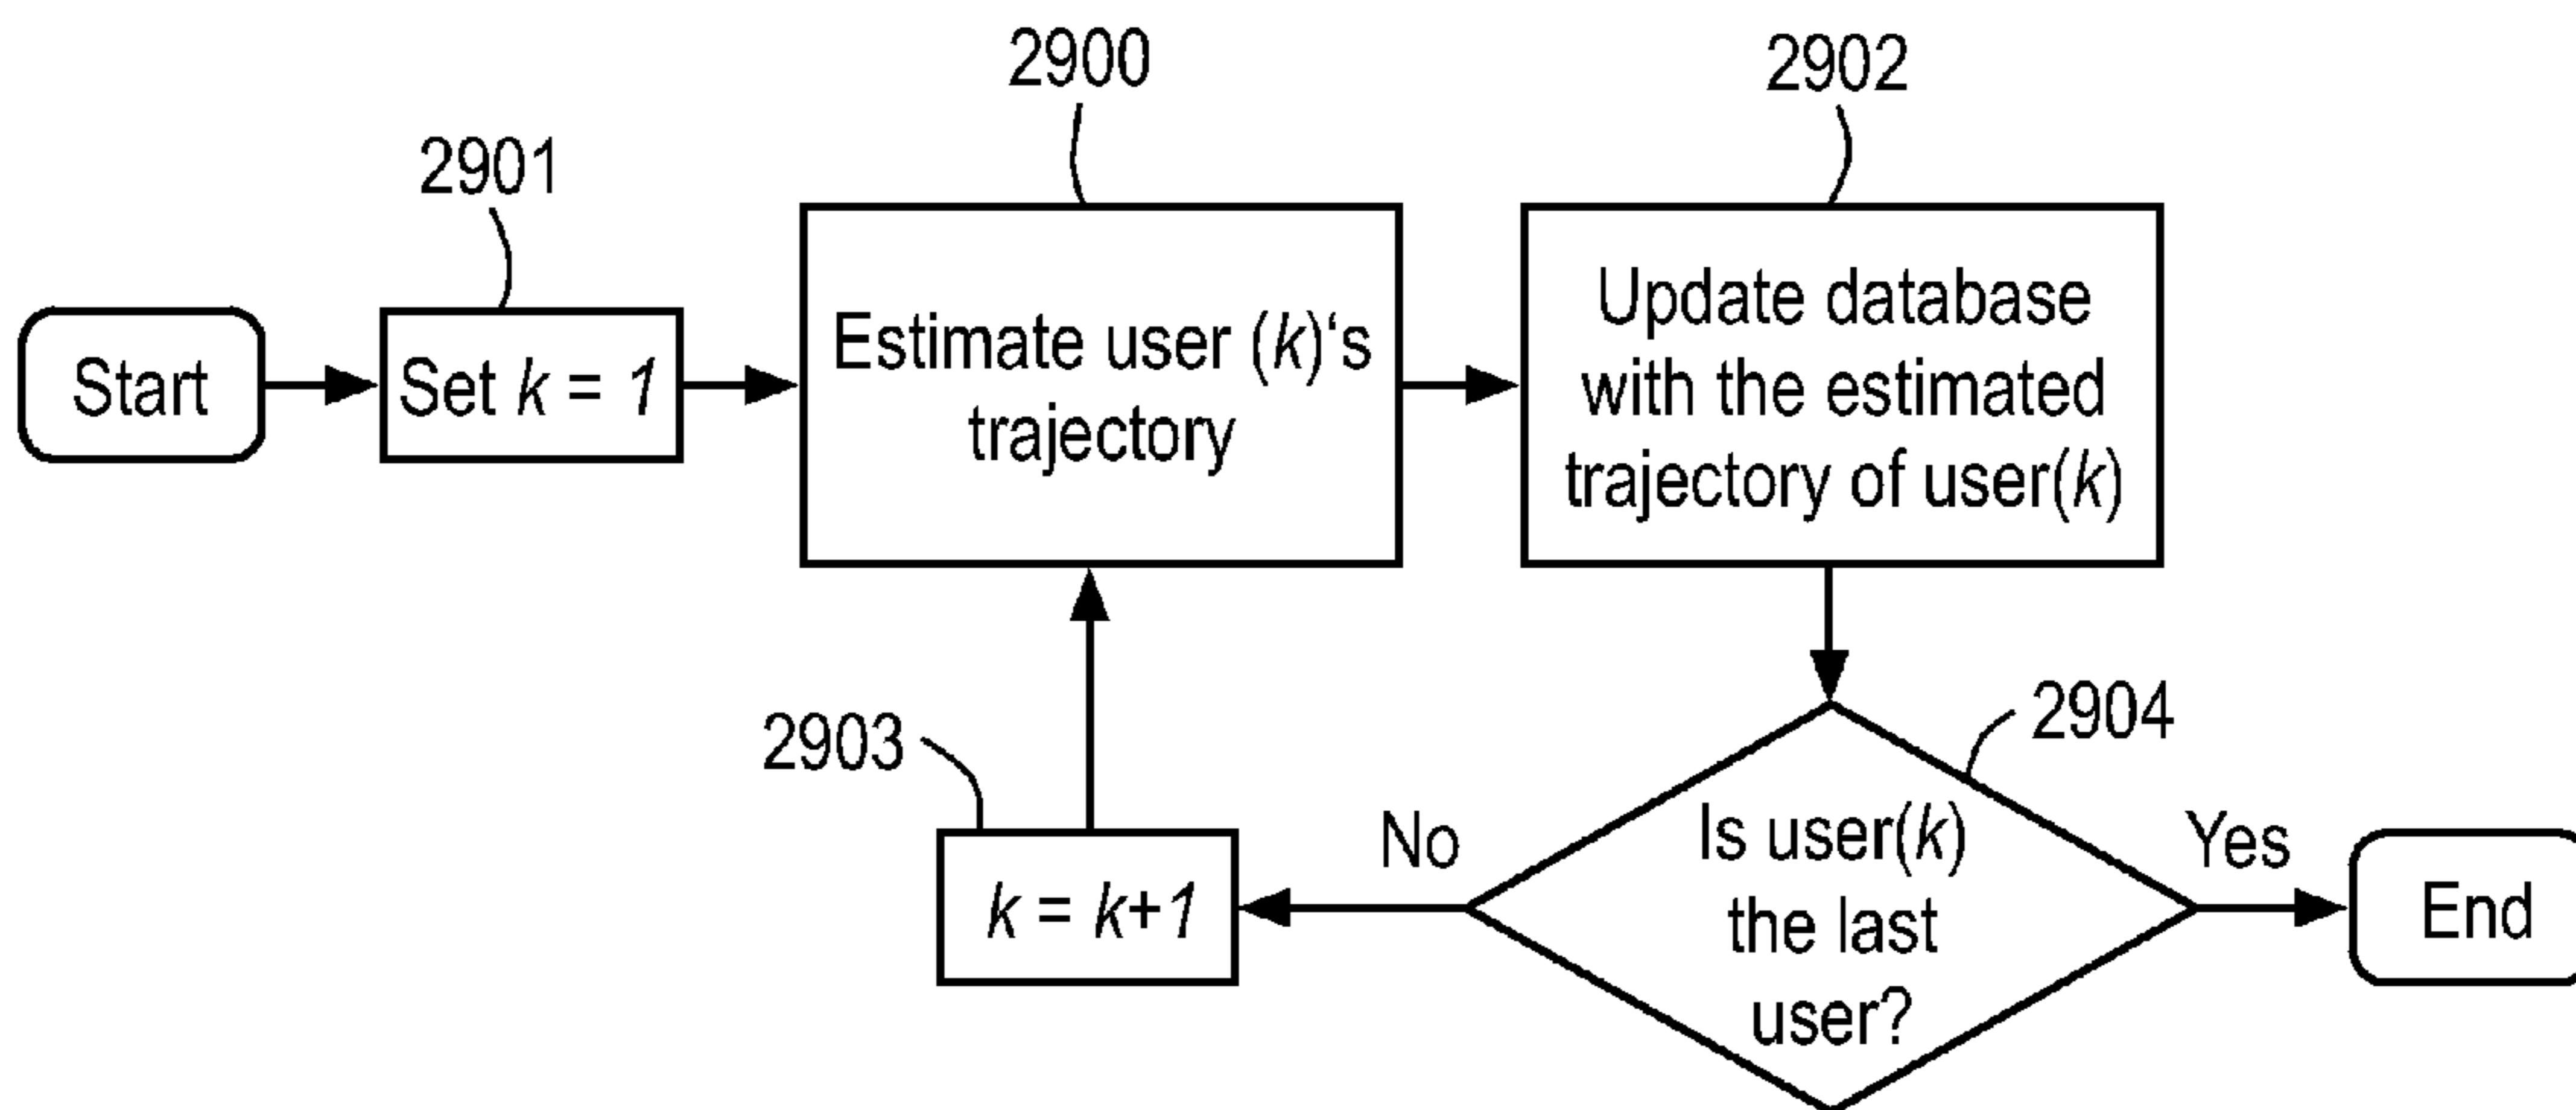 2900
2902
2901
Start
Set k = 1
Estimate user (k)‘s
trajectory
Update database
with the estimated
trajectory of user(k)
2903
2904
k = k+1
No
Is user(k)
the last
user?
Yes
End